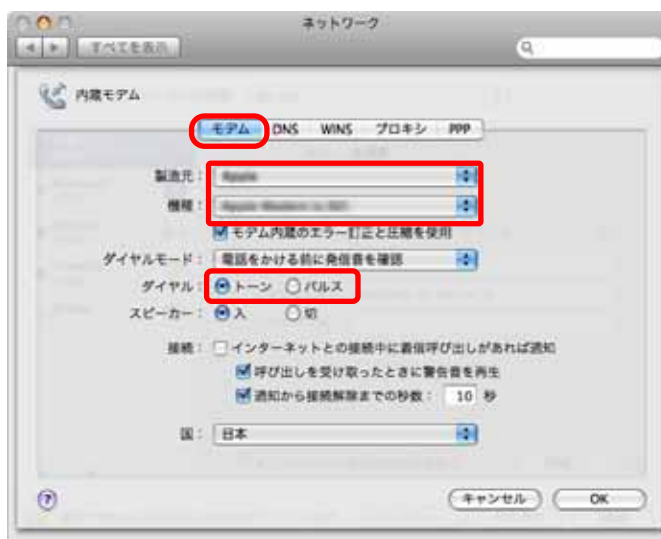 ネットワーク
すべてを表示
内蔵モデム
モデム DNS WINS プロキシ PPP
製造元：
機種：
モデム内蔵のエラー訂正と圧縮を使用
ダイヤルモード： 電話をかける前に発信音を確認
ダイヤル： トーン パルス
スピーカー： 入 切
接続： インターネットとの接続中に着信呼び出しがあれば通知
呼び出しを受け取ったときに警告音を再生
通知から接続解除までの秒数： 10 秒
国： 日本
? キャンセル OK